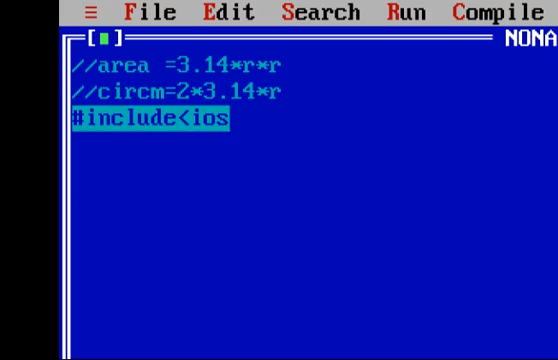 ≡ File Edit Search Run Compile
[■] NONA
//area =3.14*r*r
//circm=2*3.14*r
#include<ios